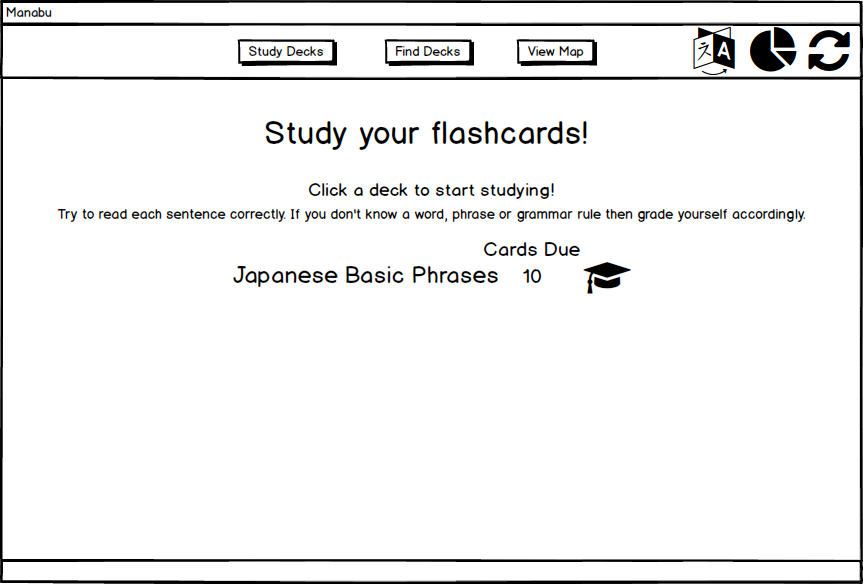 Manabu
Study Decks Find Decks View Map
A
Study your flashcards!
Click a deck to start studying!
Try to read each sentence correctly. If you don't know a word, phrase or grammar rule then grade yourself accordingly.
Cards Due
Japanese Basic Phrases 10